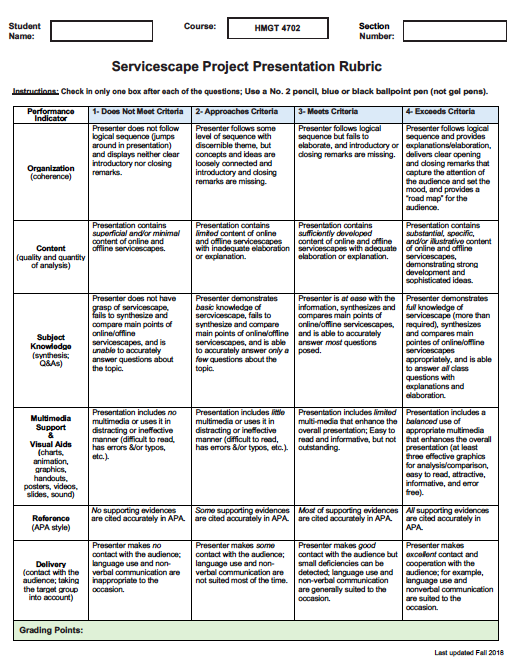 Student Name:
Course:
HMGT 4702
Section Number:
Servicescape Project Presentation Rubric
Instructions: Check in only one box after each of the questions; Use a No. 2 pencil, blue or black ballpoint pen (not gel pens).
Performance Indicator
1- Does Not Meet Criteria
2- Approaches Criteria
3- Meets Criteria
4- Exceeds Criteria
Organization
(coherence)
Presenter does not follow
logical sequence (jumps
around in presentation)
and displays neither clear
introductory nor closing
remarks.
Presenter follows some
level of sequence with
discernible theme, but
concepts and ideas are
loosely connected and
introductory and closing
remarks are missing.
Presenter follows logical
sequence but fails to
elaborate, and introductory or
closing remarks are missing.
Presenter follows logical
sequence and provides
explanations/elaboration,
delivers clear opening
and closing remarks that
capture the attention of
the audience and set the
mood, and provides a
"road map" for the
audience.
Content
(quality and quantity
of analysis)
Presentation contains
superficial and/or minimal
content of online and
offline servicescapes.
Presentation contains
limited content of online
and offline servicescapes
with inadequate elaboration
or explanation.
Presentation contains
sufficiently developed
content of online and offline
servicescapes with adequate
elaboration or explanation.
Presentation contains
substantial, specific,
and/or illustrative content
of online and offline
servicescapes,
demonstrating strong
development and
sophisticated ideas.
Subject
Knowledge
(synthesis;
Q&As)
Presenter does not have
grasp of servicescape,
fails to synthesize and
compare main points of
online/offline
servicescapes, and is
unable to accurately
answer questions about
the topic.
Presenter demonstrates
basic knowledge of
servicescape, fails to
synthesize and compare
main points of online/offline
servicescapes, and is able
to accurately answer only a
few questions about the
topic.
Presenter is at ease with the
information, synthesizes and
compares main points of
online/offline servicescapes,
and is able to accurately
answer most questions
posed.
Presenter demonstrates
full knowledge of
servicescape (more than
required), synthesizes
and compares main
pointes of online/offline
servicescapes
appropriately, and is able
to answer all class
questions with
explanations and
elaboration.
Multimedia
Support
&
Visual Aids
(charts,
animation,
graphics,
handouts,
posters, videos,
slides, sound)
Presentation includes no
multimedia or uses it in
distracting or ineffective
manner (difficult to read,
has errors &/or typos,
etc.).
Presentation includes little
multimedia or uses it in
distracting or ineffective
manner (difficult to read,
has errors &/or typos, etc.).
Presentation includes limited
multi-media that enhance the
overall presentation; Easy to
read and informative, but not
outstanding.
Presentation includes a
balanced use of
appropriate multimedia
that enhances the overall
presentation (at least
three effective graphics
for analysis/comparison,
easy to read, attractive,
informative, and error
free).
Reference
(APA style)
No supporting evidences
are cited accurately in APA.
Some supporting evidences
are cited accurately in APA.
Most of supporting evidences
are cited accurately in APA.
All supporting evidences
are cited accurately in
APA.
Delivery
(contact with the
audience; taking
the target group
into account)
Presenter makes no
contact with the audience;
language use and non-
verbal communication are
inappropriate to the
occasion.
Presenter makes some
contact with the audience;
language use and non-
verbal communication are
not suited most of the time.
Presenter makes good
contact with the audience but
small deficiencies can be
detected; language use and
non-verbal communication
are generally suited to the
occasion.
Presenter makes
excellent contact and
cooperation with the
audience; for example,
language use and
nonverbal communication
are suited to the
occasion.
Grading Points:
Last updated Fall 2018